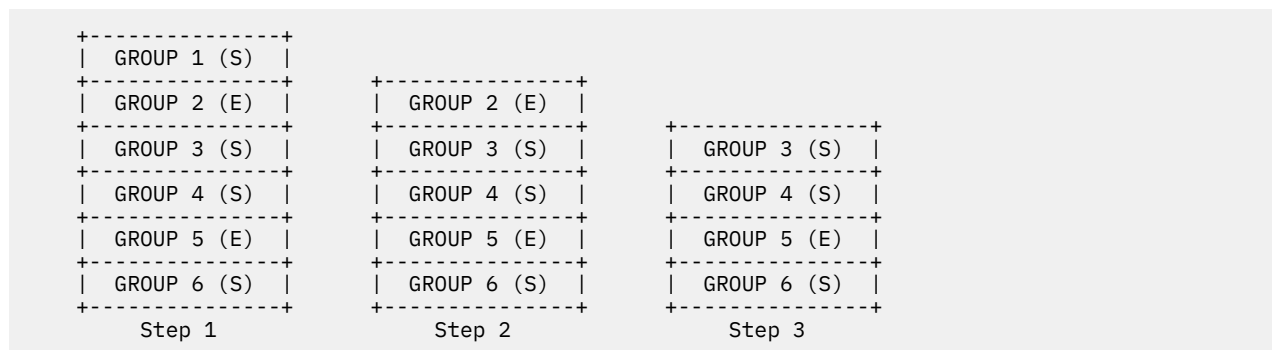 +---------------+
|  GROUP 1 (S)  |
+---------------+      +---------------+
|  GROUP 2 (E)  |      |  GROUP 2 (E)  |
+---------------+      +---------------+      +---------------+
|  GROUP 3 (S)  |      |  GROUP 3 (S)  |      |  GROUP 3 (S)  |
+---------------+      +---------------+      +---------------+
|  GROUP 4 (S)  |      |  GROUP 4 (S)  |      |  GROUP 4 (S)  |
+---------------+      +---------------+      +---------------+
|  GROUP 5 (E)  |      |  GROUP 5 (E)  |      |  GROUP 5 (E)  |
+---------------+      +---------------+      +---------------+
|  GROUP 6 (S)  |      |  GROUP 6 (S)  |      |  GROUP 6 (S)  |
+---------------+      +---------------+      +---------------+
     Step 1                 Step 2                 Step 3